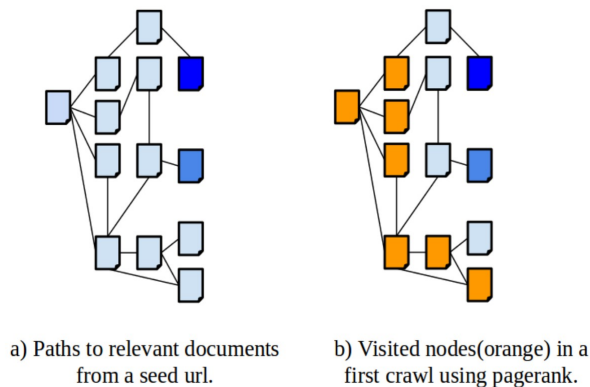 a) Paths to relevant documents
from a seed url.
b) Visited nodes(orange) in a
first crawl using pagerank.